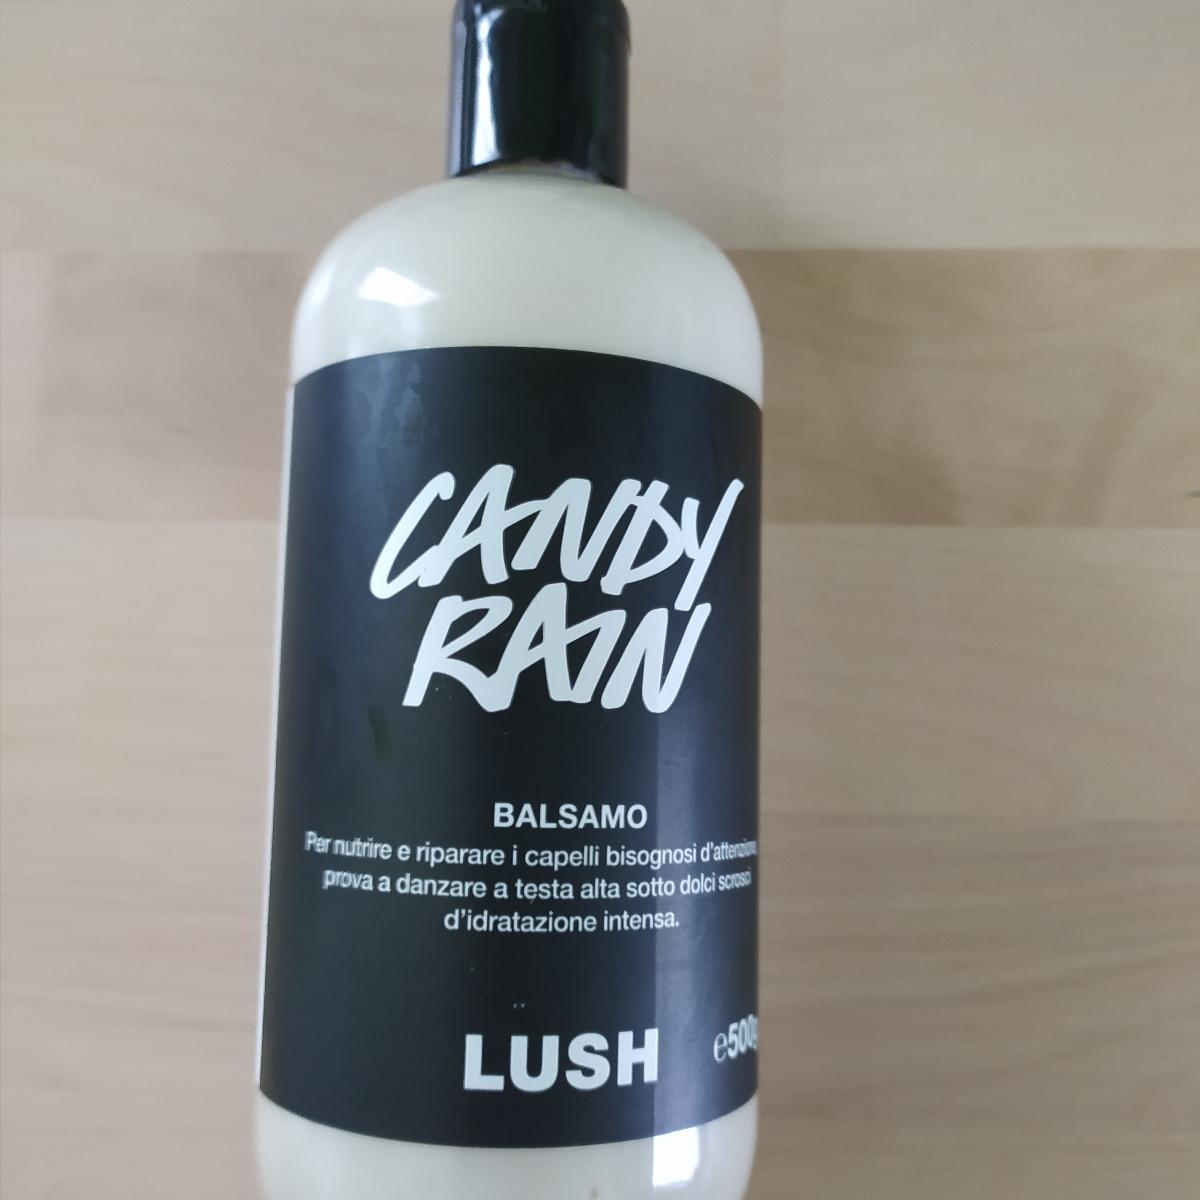 CANDY
RAIN
BALSAMO
Per nutrire e riparare i capelli bisognosi d'attenzione,
prova a danzare a testa alta sotto dolci scrosci
d'idratazione intensa.
LUSH
e500g